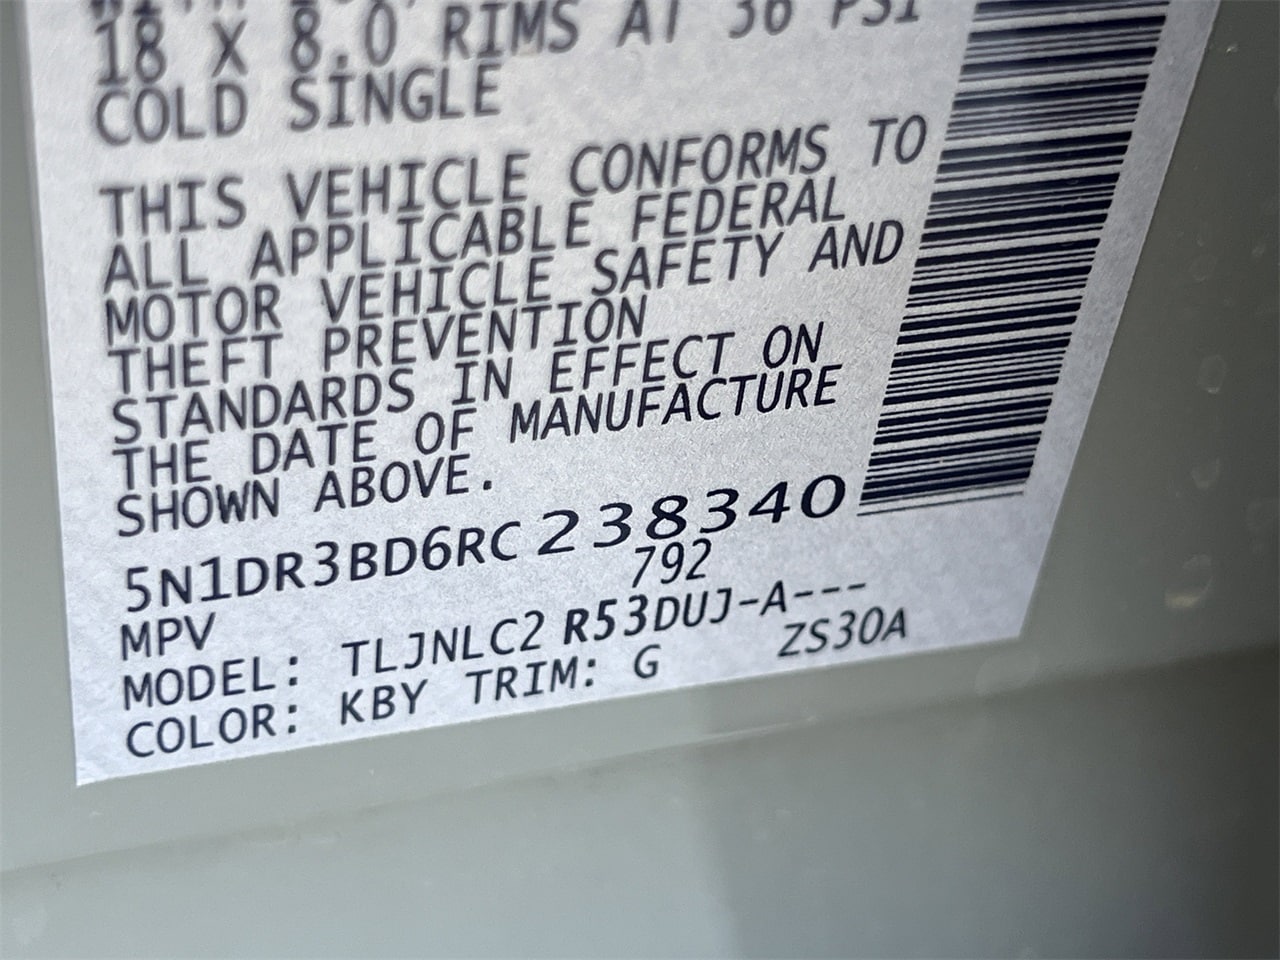 18 X 8.0 RIMS AT 36 PSI
COLD SINGLE
THIS VEHICLE CONFORMS TO
ALL APPLICABLE FEDERAL
MOTOR VEHICLE SAFETY AND
THEFT PREVENTION
STANDARDS IN EFFECT ON
THE DATE OF MANUFACTURE
SHOWN ABOVE.
5N1DR3BD6RC238340
MPV 792
MODEL: TLJNLC2 R53DUJ-A---
COLOR: KBY TRIM: G ZS30A